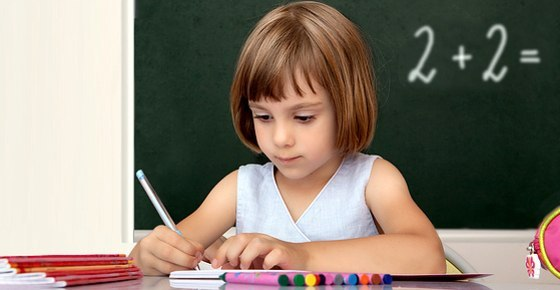 2 + 2 =